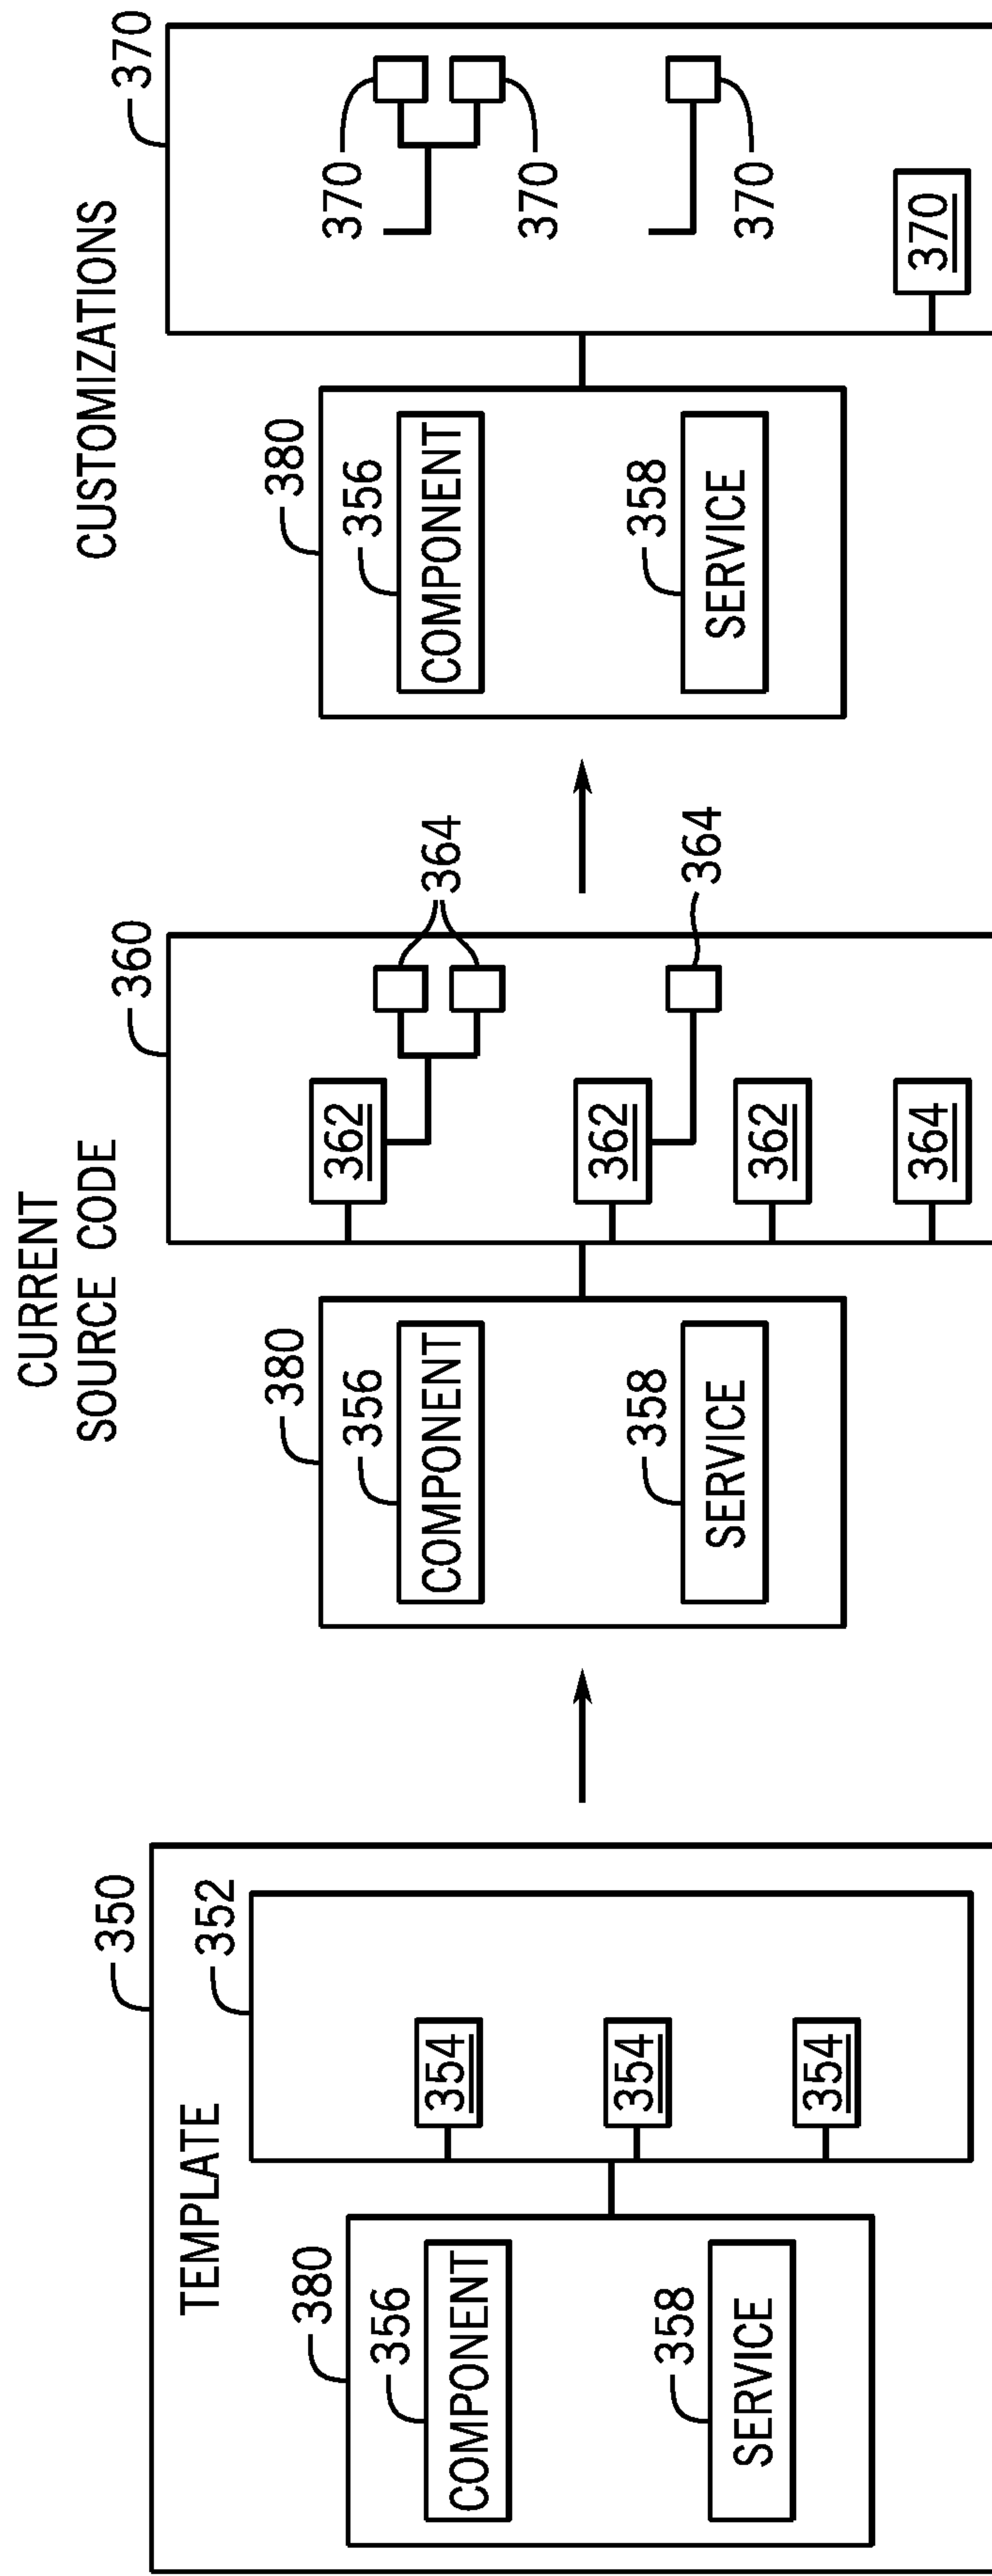 350
TEMPLATE
352
380
356
COMPONENT
358
SERVICE
354
354
354
CURRENT
SOURCE CODE
360
380
356
COMPONENT
358
SERVICE
362
362
362
364
364
364
CUSTOMIZATIONS
370
380
356
COMPONENT
358
SERVICE
370
370
370
370